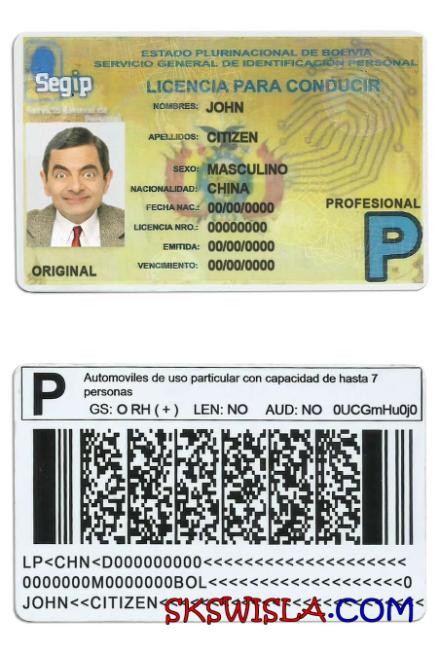 ESTADO PLURINACIONAL DE BOLIVIA
SERVICIO GENERAL DE IDENTIFICACIÓN PERSONAL
Segip
Servicio General de
Identificación Personal
LICENCIA PARA CONDUCIR
NOMBRES: JOHN
APELLIDOS: CITIZEN
SEXO: MASCULINO
NACIONALIDAD: CHINA
FECHA NAC.: 00/00/0000
PROFESIONAL
LICENCIA NRO.: 00000000
P
EMITIDA: 00/00/0000
ORIGINAL
VENCIMIENTO: 00/00/0000
P
Automoviles de uso particular con capacidad de hasta 7
personas
GS: O RH ( + ) LEN: NO AUD: NO 0UCGmHu0j0
LP<CHN<D000000000<<<<<<<<<<<<<<<<<<<<
0000000M0000000BOL<<<<<<<<<<<<<<<<<<<0
JOHN<<CITIZEN<<<<<<<<<<<<<<<<<<<<<<<<
SKSWISLA.COM